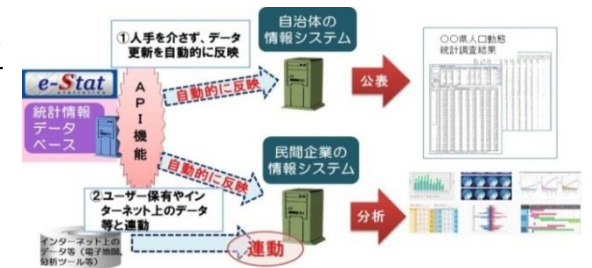 ①人手を介さず、データ
更新を自動的に反映
自治体の
情報システム
○○県人口動態
統計調査結果
e-Stat
統計情報
データ
ベース
API機能
自動的に反映
公表
自動的に反映
民間企業の
情報システム
②ユーザー保有やイン
ターネット上のデータ
等と連動
分析
インターネット上の
データ等(電子地図、
分析ツール等)
連動